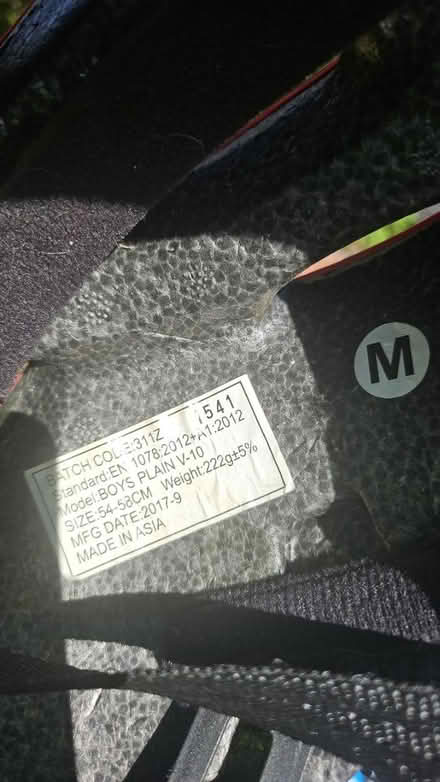 M
1541
BATCH CODE:311Z
Standard:EN 1078:2012+A1:2012
Model:BOYS PLAIN V-10
SIZE:54-58CM Weight:222g±5%
MFG DATE:2017-9
MADE IN ASIA